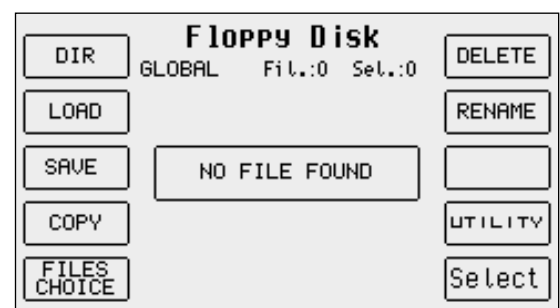 Floppy Disk
GLOBAL Fil.:0 Sel.:0
DIR
DELETE
LOAD
RENAME
SAVE
NO FILE FOUND
COPY
UTILITY
FILES
CHOICE
Select